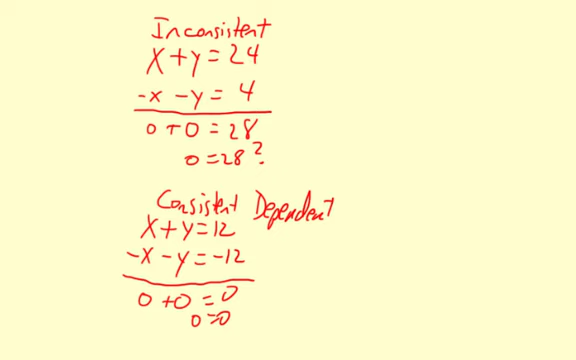 Inconsistent
x + y = 24
-x - y = 4
0 + 0 = 28
0 = 28 ?
Consistent Dependent
x + y = 12
-x - y = -12
0 + 0 = 0
0 = 0